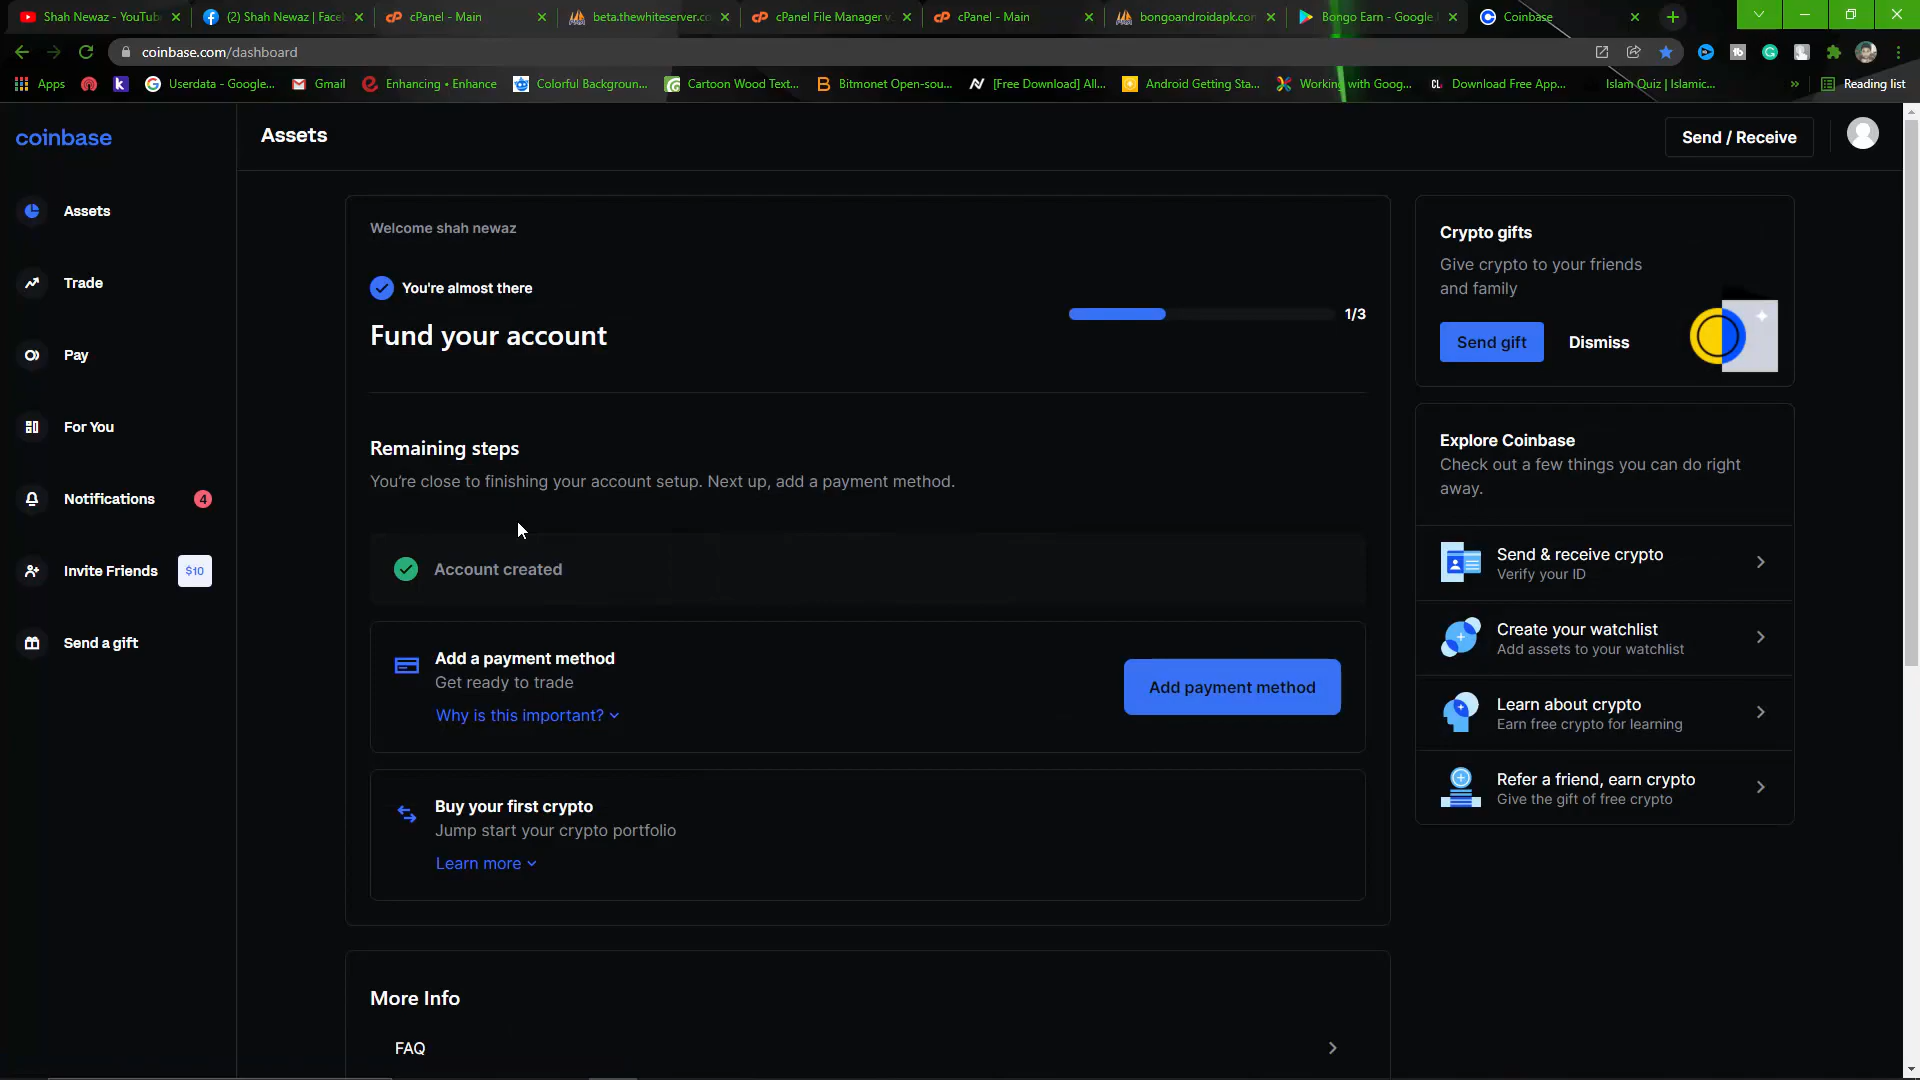 Shah Newaz - YouTube
(2) Shah Newaz | Face
cPanel - Main
beta.thewhiteserver.co
cPanel File Manager v
cPanel - Main
bongoandroidapk.com
Bongo Earn - Google
Coinbase
coinbase.com/dashboard
Apps
Userdata - Google...
Gmail
Enhancing • Enhance
Colorful Backgroun...
Cartoon Wood Text...
Bitmonet Open-sou...
[Free Download] All...
Android Getting Sta...
Working with Goog...
Download Free App...
Islam Quiz | Islamic...
»
Reading list
coinbase
Assets
Send / Receive
Assets
Trade
Pay
For You
Notifications
4
Invite Friends
$10
Send a gift
Welcome shah newaz
You're almost there
Fund your account
1/3
Remaining steps
You're close to finishing your account setup. Next up, add a payment method.
Account created
Add a payment method
Get ready to trade
Why is this important?
Add payment method
Buy your first crypto
Jump start your crypto portfolio
Learn more
More Info
FAQ
Crypto gifts
Give crypto to your friends
and family
Send gift
Dismiss
Explore Coinbase
Check out a few things you can do right
away.
Send & receive crypto
Verify your ID
Create your watchlist
Add assets to your watchlist
Learn about crypto
Earn free crypto for learning
Refer a friend, earn crypto
Give the gift of free crypto